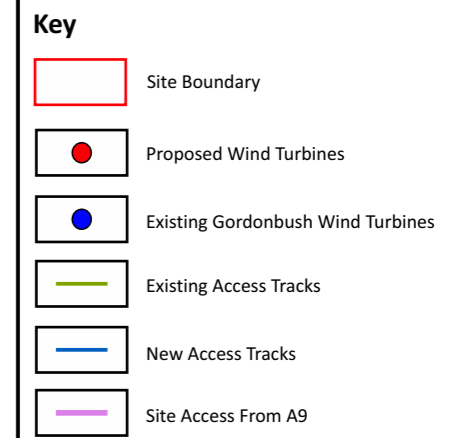 Key
Site Boundary
Proposed Wind Turbines
Existing Gordonbush Wind Turbines
Existing Access Tracks
New Access Tracks
Site Access From A9